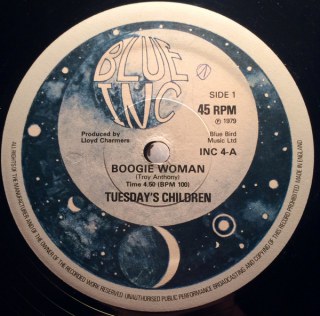 BLUE
INC
SIDE 1
45 RPM
℗ 1979
Produced by
Lloyd Charmers
Blue Bird
Music Ltd
INC 4-A
BOOGIE WOMAN
(Troy Anthony)
Time 4.50 (BPM 100)
TUESDAY'S CHILDREN
ALL RIGHTS OF THE MANUFACTURER AND OF THE OWNER OF THE RECORDED WORK RESERVED UNAUTHORISED PUBLIC PERFORMANCE BROADCASTING AND COPYING OF THIS RECORD PROHIBITED MADE IN ENGLAND